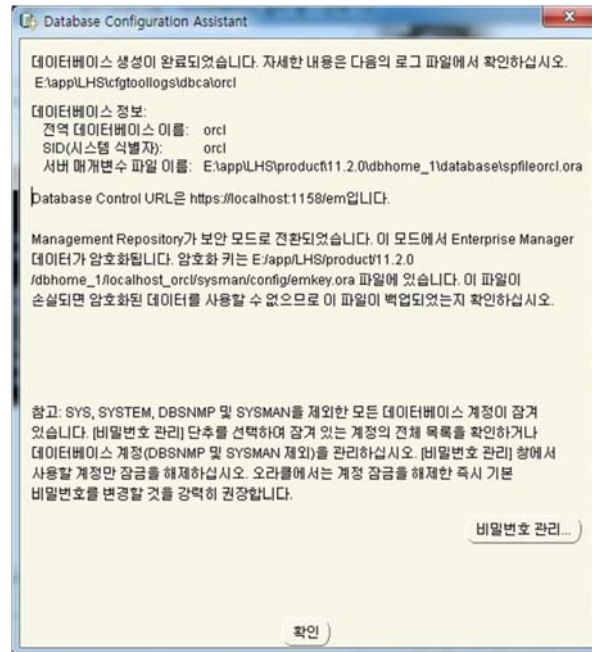 Database Configuration Assistant
데이터베이스 생성이 완료되었습니다. 자세한 내용은 다음의 로그 파일에서 확인하십시오.
E:\app\LHS\cfgtoollogs\dbca\orcl
데이터베이스 정보:
전역 데이터베이스 이름: orcl
SID(시스템 식별자): orcl
서버 매개변수 파일 이름: E:\app\LHS\product\11.2.0\dbhome_1\database\spfileorcl.ora
Database Control URL은 https://localhost:1158/em입니다.
Management Repository가 보안 모드로 전환되었습니다. 이 모드에서 Enterprise Manager
데이터가 암호화됩니다. 암호화 키는 E:/app/LHS/product/11.2.0
/dbhome_1/localhost_orcl/sysman/config/emkey.ora 파일에 있습니다. 이 파일이
손실되면 암호화된 데이터를 사용할 수 없으므로 이 파일이 백업되었는지 확인하십시오.
참고: SYS, SYSTEM, DBSNMP 및 SYSMAN을 제외한 모든 데이터베이스 계정이 잠겨
있습니다. [비밀번호 관리] 단추를 선택하여 잠겨 있는 계정의 전체 목록을 확인하거나
데이터베이스 계정(DBSNMP 및 SYSMAN 제외)을 관리하십시오. [비밀번호 관리] 창에서
사용할 계정만 잠금을 해제하십시오. 오라클에서는 계정 잠금을 해제한 즉시 기본
비밀번호를 변경할 것을 강력히 권장합니다.
비밀번호 관리...
확인